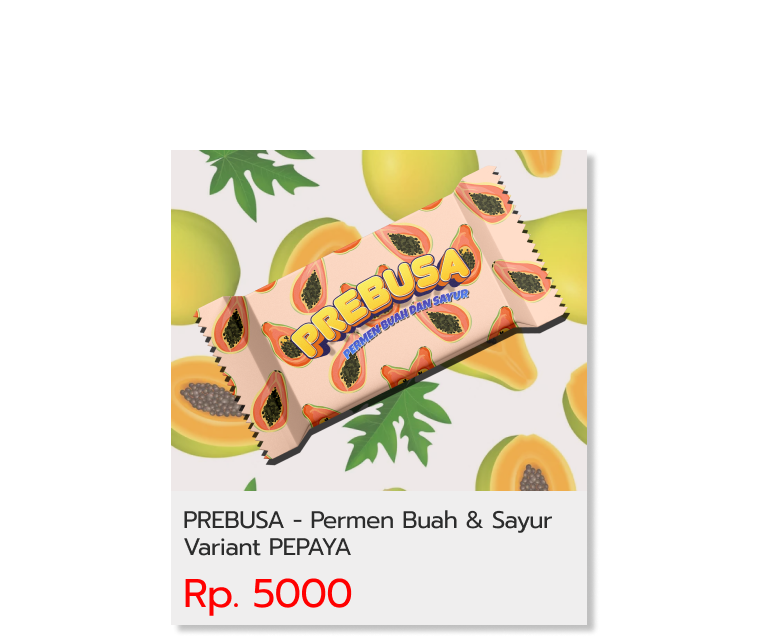 PREBUSA
PERMEN BUAH DAN SAYUR
PREBUSA - Permen Buah & Sayur
Variant PEPAYA
Rp. 5000